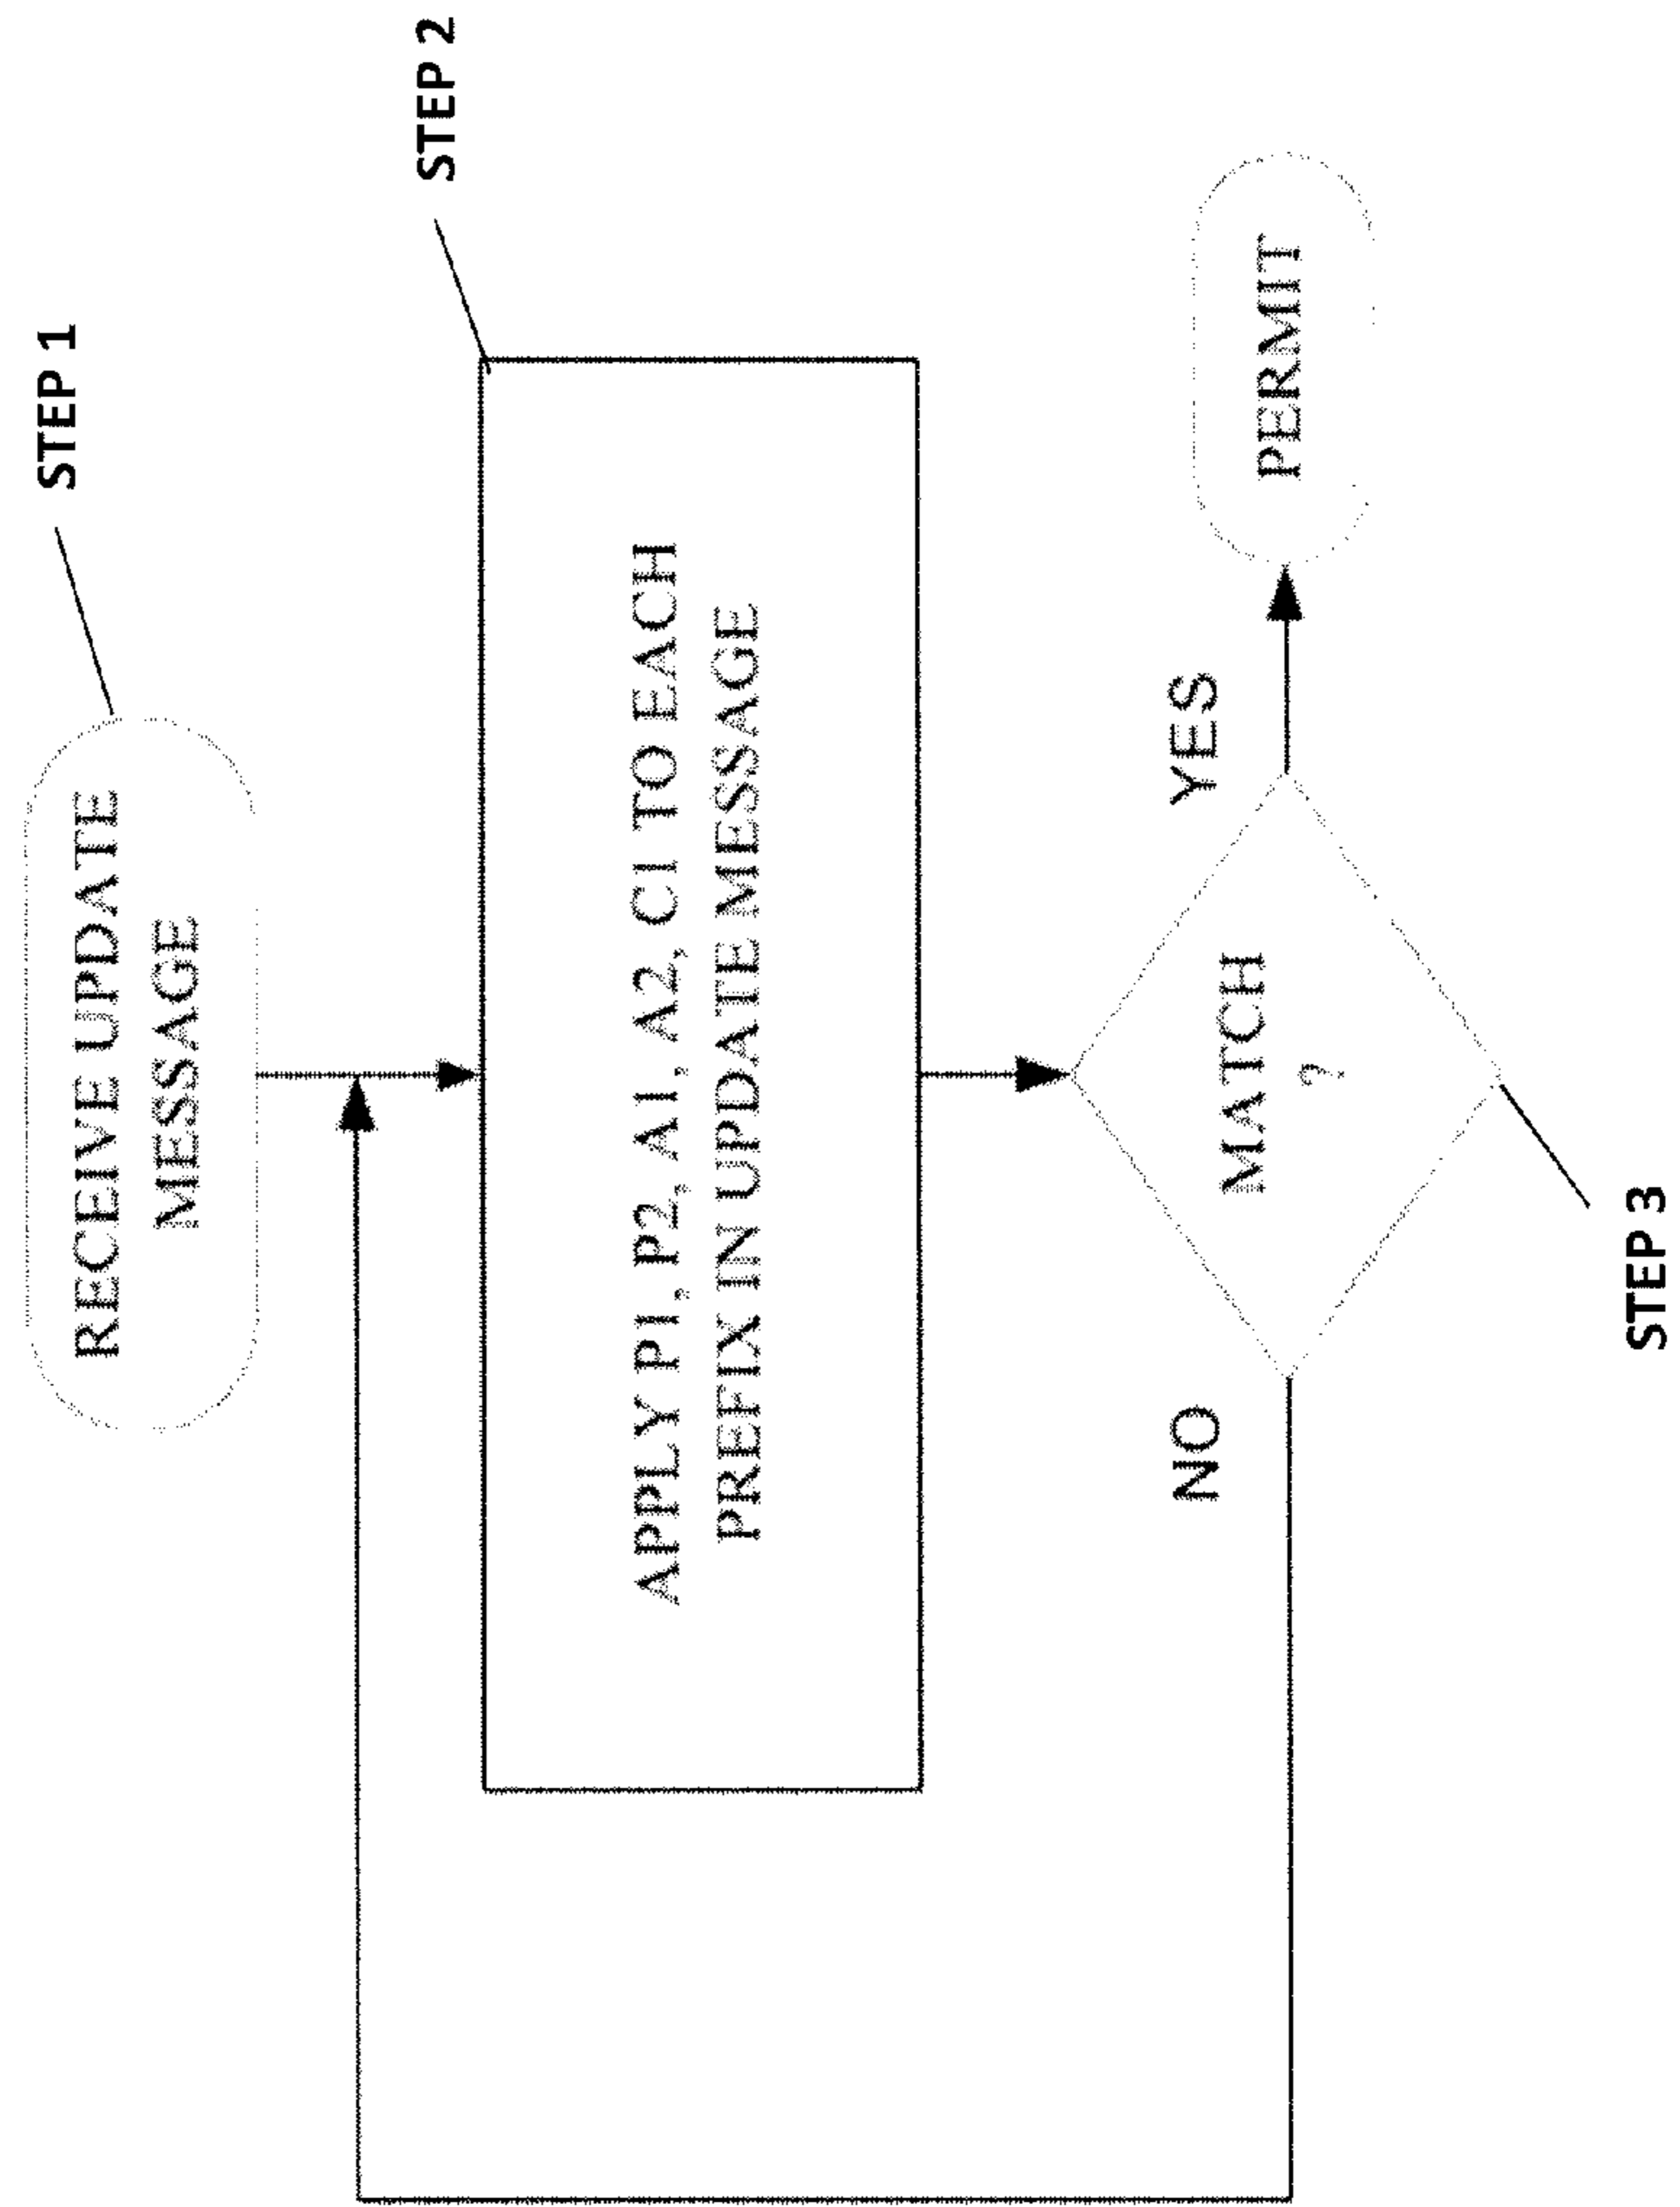 STEP 1
RECEIVE UPDATE
MESSAGE
STEP 2
APPLY P1, P2, A1, A2, C1 TO EACH
PREFIX IN UPDATE MESSAGE
NO
YES
MATCH
?
PERMIT
STEP 3